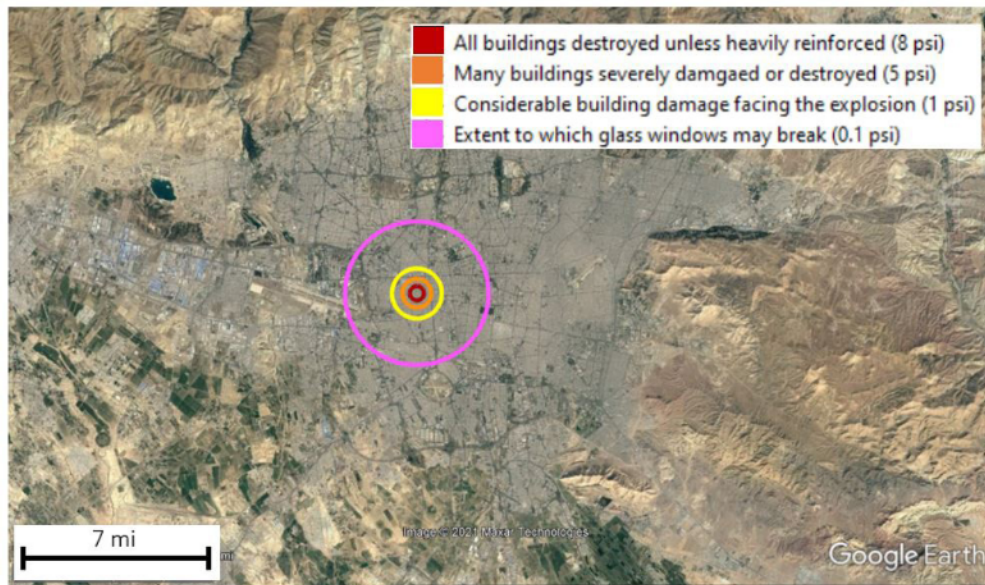 All buildings destroyed unless heavily reinforced (8 psi)
Many buildings severely damgaed or destroyed (5 psi)
Considerable building damage facing the explosion (1 psi)
Extent to which glass windows may break (0.1 psi)
7 mi
mi
Image © 2021 Maxar Technologies
Google Earth